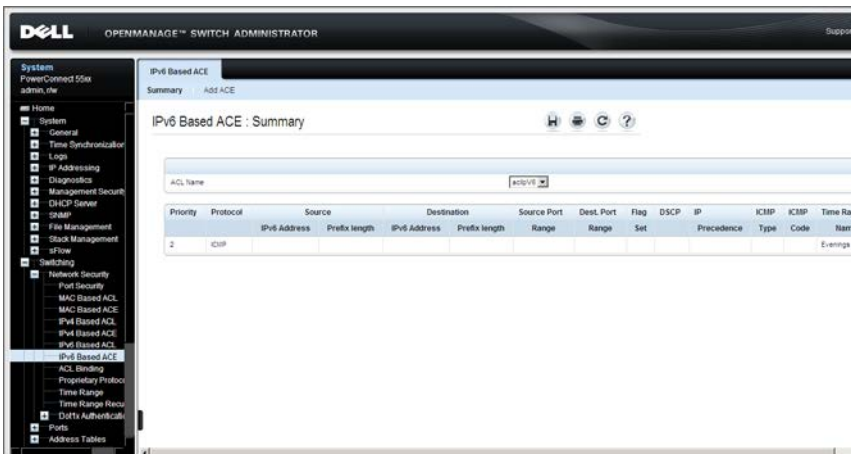 DELL
OPENMANAGE™ SWITCH ADMINISTRATOR
Suppor
System
PowerConnect 55xx
admin, r/w
Home
System
General
Time Synchronization
Logs
IP Addressing
Diagnostics
Management Securit
DHCP Server
SNMP
File Management
Stack Management
sFlow
Switching
Network Security
Port Security
MAC Based ACL
MAC Based ACE
IPv4 Based ACL
IPv4 Based ACE
IPv6 Based ACL
IPv6 Based ACE
ACL Binding
Proprietary Protoco
Time Range
Time Range Recu
Dot1x Authenticati
Ports
Address Tables
IPv6 Based ACE
Summary Add ACE
IPv6 Based ACE : Summary
ACL Name aclIpV6
Priority Protocol Source Destination Source Port Dest. Port Flag DSCP IP ICMP ICMP Time Ra
IPv6 Address Prefix length IPv6 Address Prefix length Range Range Set Precedence Type Code Nam
2 ICMP Evenings